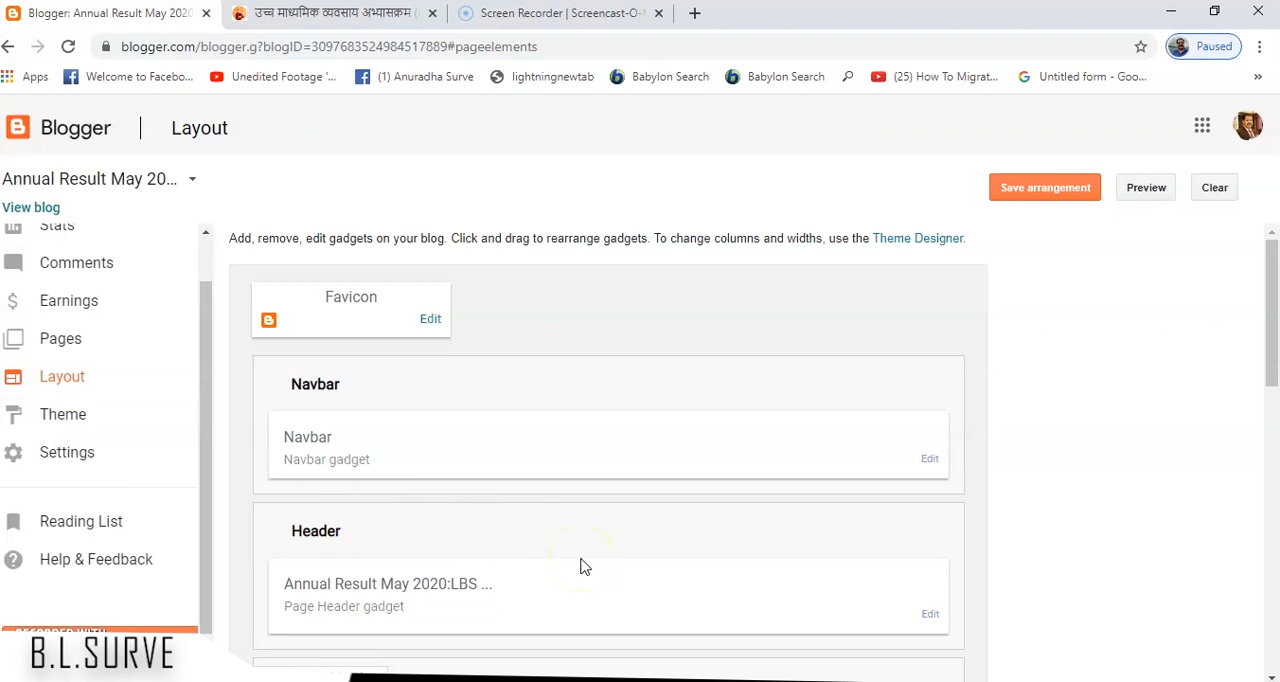 Blogger: Annual Result May 2020
उच्च माध्यमिक व्यवसाय अभ्यासक्रम (
Screen Recorder | Screencast-O-
blogger.com/blogger.g?blogID=3097683524984517889#pageelements
Paused
Apps
Welcome to Facebo...
Unedited Footage '...
(1) Anuradha Surve
lightningnewtab
Babylon Search
Babylon Search
(25) How To Migrat...
Untitled form - Goo...
Blogger
Layout
Annual Result May 20...
Save arrangement
Preview
Clear
View blog
Stats
Comments
Earnings
Pages
Layout
Theme
Settings
Reading List
Help & Feedback
RECORDED WITH
B.L.SURVE
Add, remove, edit gadgets on your blog. Click and drag to rearrange gadgets. To change columns and widths, use the Theme Designer.
Favicon
Edit
Navbar
Navbar
Navbar gadget
Edit
Header
Annual Result May 2020:LBS ...
Page Header gadget
Edit